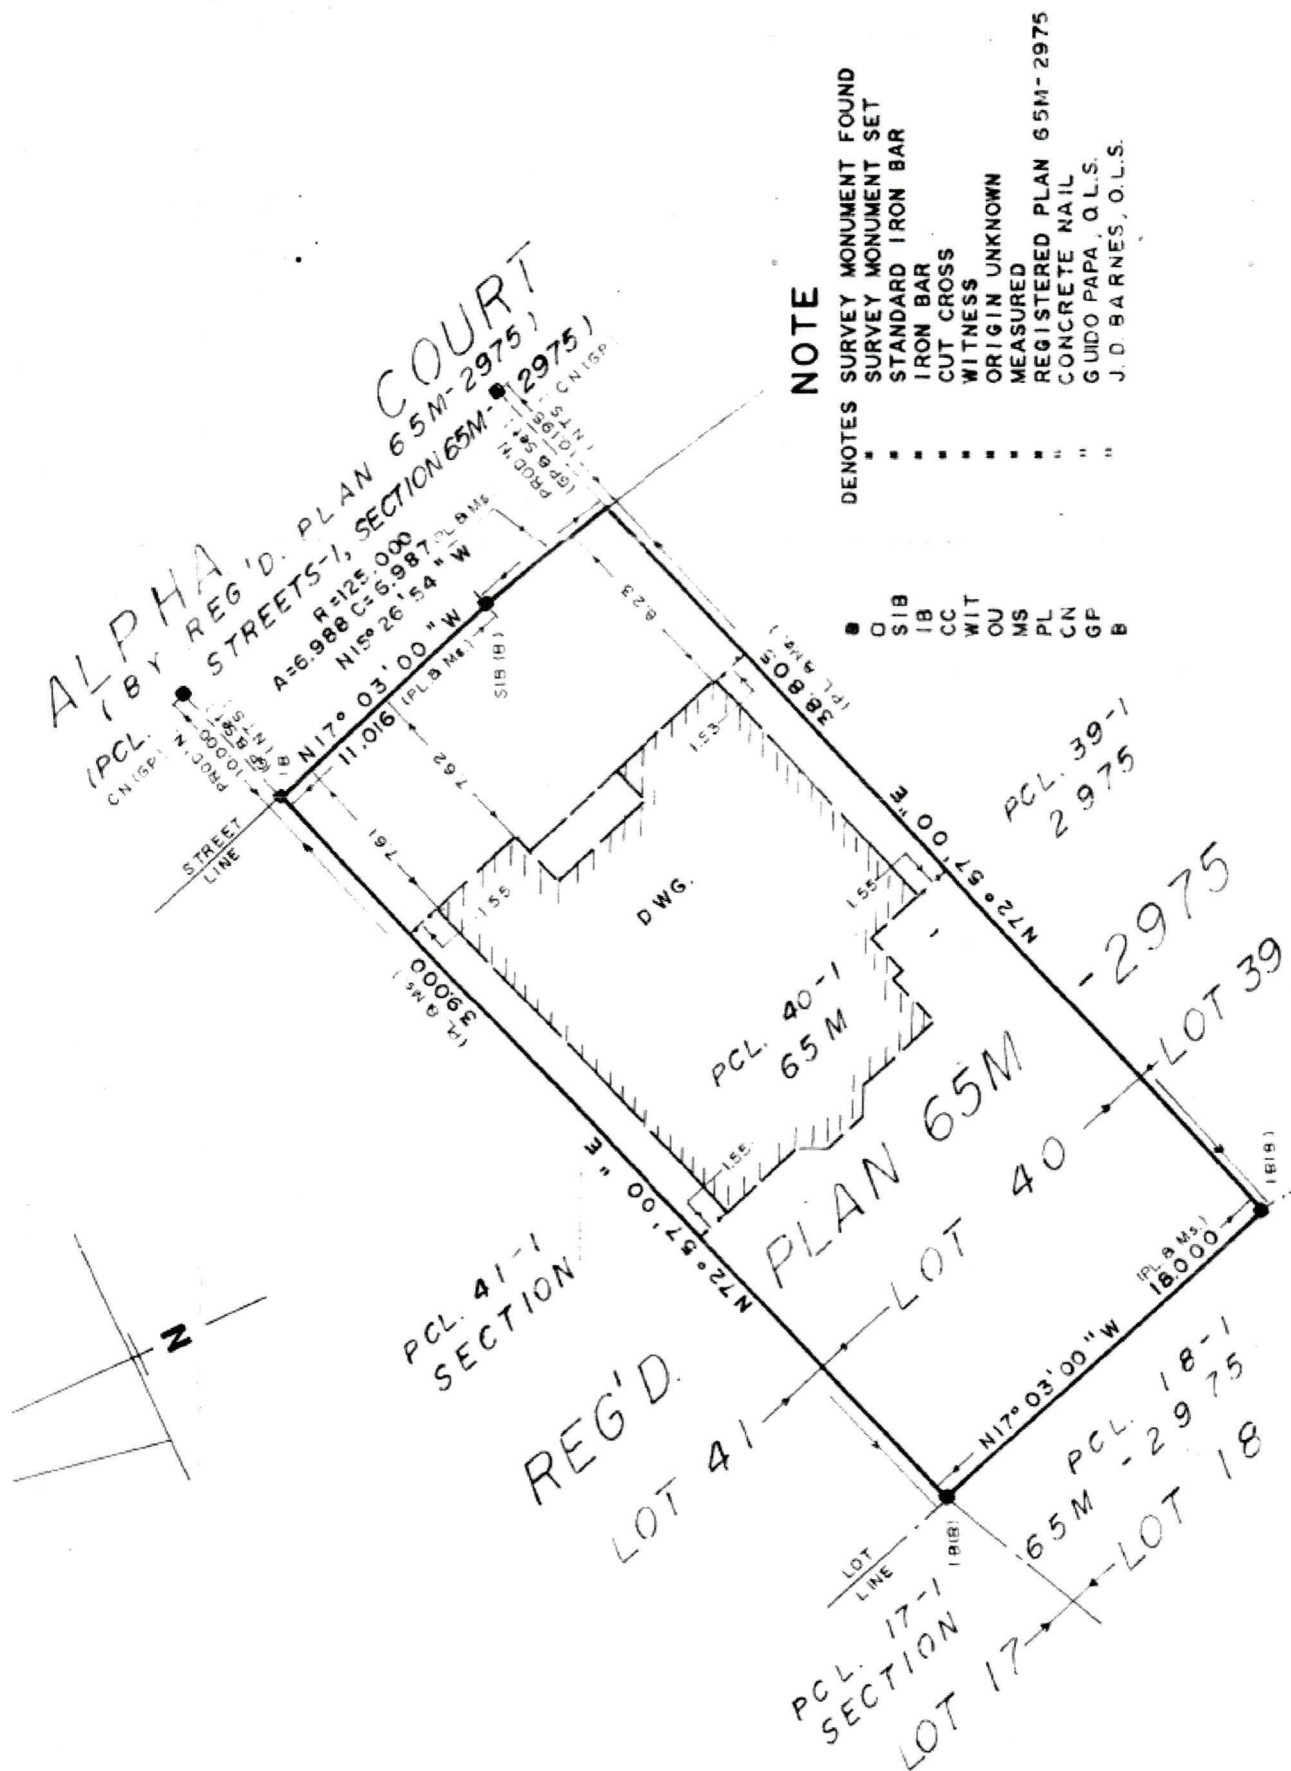 ALPHA COURT
(BY REG'D. PLAN 65M-2975)
(PCL. STREETS-1, SECTION 65M-2975)
R=125.000
A=6.988 C=6.987 PL & Ms
N15° 26' 54" W
N17° 03' 00" W
11.016 (PL. & Ms.)
SIB (B)
CN (GP)
PROD'N
10.000
(GP & Set)
(NTS)
IB
STREET
LINE
PROD'N
(GP & Set)
10.195
(NTS)
CN (GP)
7.61
7.62
8.23
1.53
1.55
1.55
1.55
DWG.
39.000
(PL. & Ms.)
N72° 57' 00" E
38.805
(PL. & Ms.)
N72° 57' 00" E
PCL. 40-1
65M
PCL. 39-1
2975
PCL. 41-1
SECTION
REG'D. PLAN 65M - 2975
LOT 41
LOT 40
LOT 39
N17° 03' 00" W
18.000
(PL. & Ms.)
IB(B)
IB(B)
LOT
LINE
PCL. 17-1
SECTION
PCL. 18-1
65M - 2975
LOT 17
LOT 18
N
NOTE
■ DENOTES SURVEY MONUMENT FOUND
□ " SURVEY MONUMENT SET
SIB " STANDARD IRON BAR
IB " IRON BAR
CC " CUT CROSS
WIT " WITNESS
OU " ORIGIN UNKNOWN
MS " MEASURED
PL " REGISTERED PLAN 65M-2975
CN " CONCRETE NAIL
GP " GUIDO PAPA, O.L.S.
B " J.D. BARNES, O.L.S.